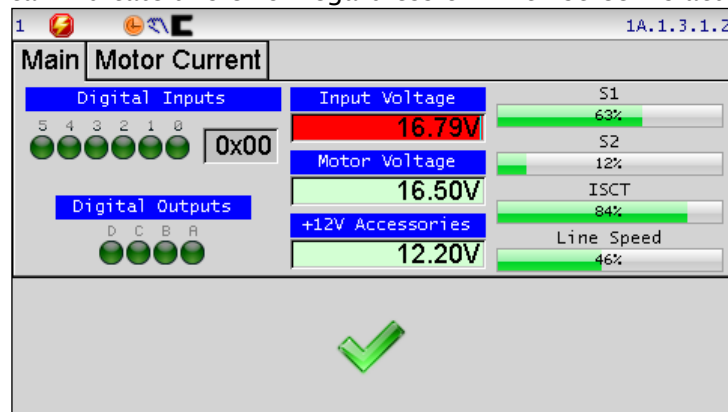 1
1A.1.3.1.2
Main
Motor Current
Digital Inputs
5 4 3 2 1 0
0x00
Digital Outputs
D C B A
Input Voltage
16.79V
Motor Voltage
16.50V
+12V Accessories
12.20V
S1
63%
S2
12%
ISCT
84%
Line Speed
46%